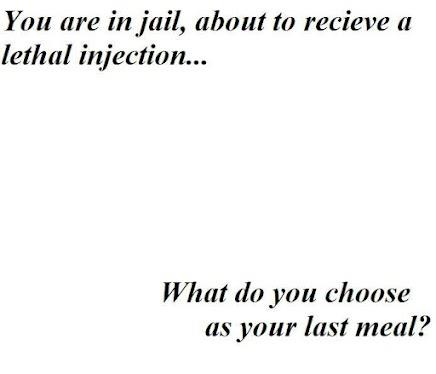 You are in jail, about to recieve a
lethal injection...
What do you choose
as your last meal?